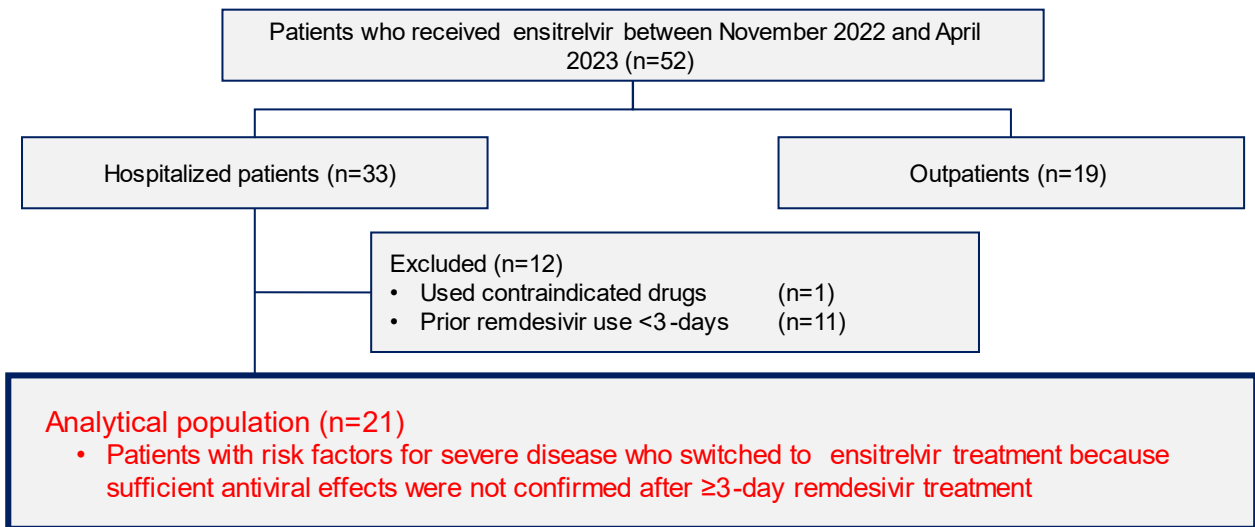 Patients who received ensitrelvir between November 2022 and April
2023 (n=52)
Hospitalized patients (n=33)
Outpatients (n=19)
Excluded (n=12)
• Used contraindicated drugs (n=1)
• Prior remdesivir use <3-days (n=11)
Analytical population (n=21)
• Patients with risk factors for severe disease who switched to ensitrelvir treatment because
sufficient antiviral effects were not confirmed after ≥3-day remdesivir treatment